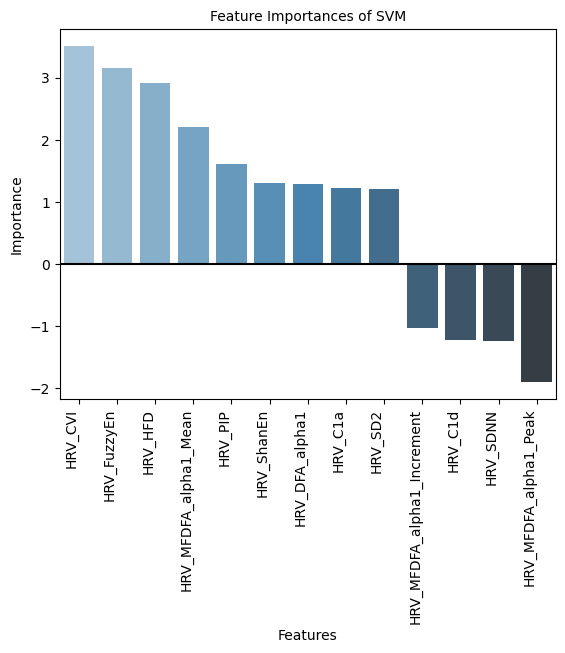 Feature Importances of SVM
Importance
3
2
1
0
−1
−2
HRV_CVI
HRV_FuzzyEn
HRV_HFD
HRV_MFDFA_alpha1_Mean
HRV_PIP
HRV_ShanEn
HRV_DFA_alpha1
HRV_C1a
HRV_SD2
HRV_MFDFA_alpha1_Increment
HRV_C1d
HRV_SDNN
HRV_MFDFA_alpha1_Peak
Features